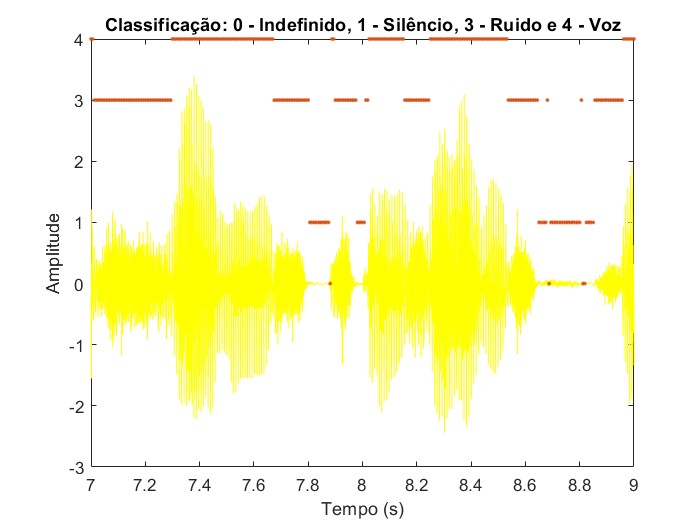 Classificação: 0 - Indefinido, 1 - Silêncio, 3 - Ruido e 4 - Voz
4
3
2
1
0
-1
-2
-3
Amplitude
7 7.2 7.4 7.6 7.8 8 8.2 8.4 8.6 8.8 9
Tempo (s)